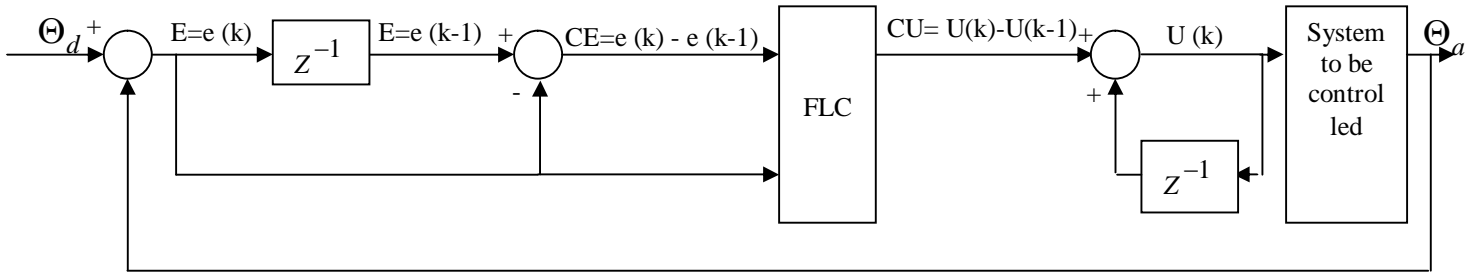 Θd + E=e (k) Z⁻¹ E=e (k-1) + CE=e (k) - e (k-1)
-
FLC
CU= U(k)-U(k-1) + U (k)
+
Z⁻¹
System
to be
control
led
Θa